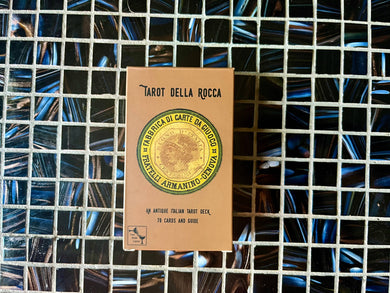 TAROT DELLA ROCCA
FABBRICA DI CARTE DA GIUOCO
FRATELLI ARMANINO-GENOVA
AN ANTIQUE ITALIAN TAROT DECK,
78 CARDS AND GUIDE